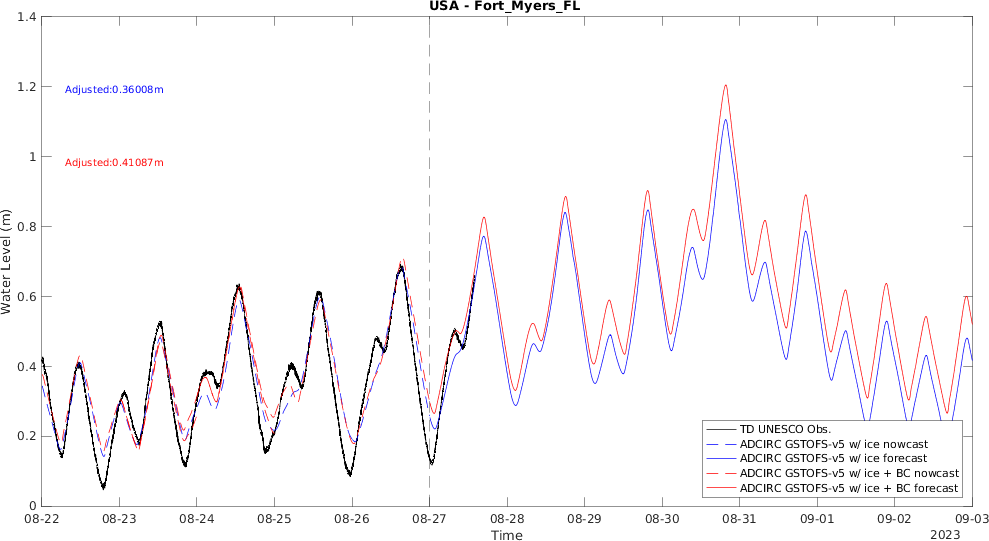 USA - Fort_Myers_FL
1.4
Adjusted:0.36008m
1.2
Adjusted:0.41087m
1
0.8
Water Level (m)
0.6
0.4
0.2
0
TD UNESCO Obs.
ADCIRC GSTOFS-v5 w/ ice nowcast
ADCIRC GSTOFS-v5 w/ ice forecast
ADCIRC GSTOFS-v5 w/ ice + BC nowcast
ADCIRC GSTOFS-v5 w/ ice + BC forecast
08-22 08-23 08-24 08-25 08-26 08-27 08-28 08-29 08-30 08-31 09-01 09-02 09-03
Time
2023